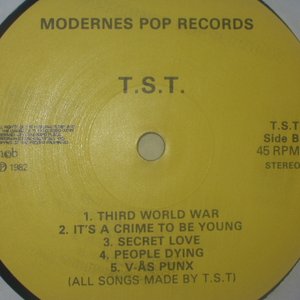 MODERNES POP RECORDS
T.S.T.
T.S.T
Side B
45 RPM
STEREO
ncb
℗ 1982
1. THIRD WORLD WAR
2. IT'S A CRIME TO BE YOUNG
3. SECRET LOVE
4. PEOPLE DYING
5. V-ÅS PUNX
(ALL SONGS MADE BY T.S.T)